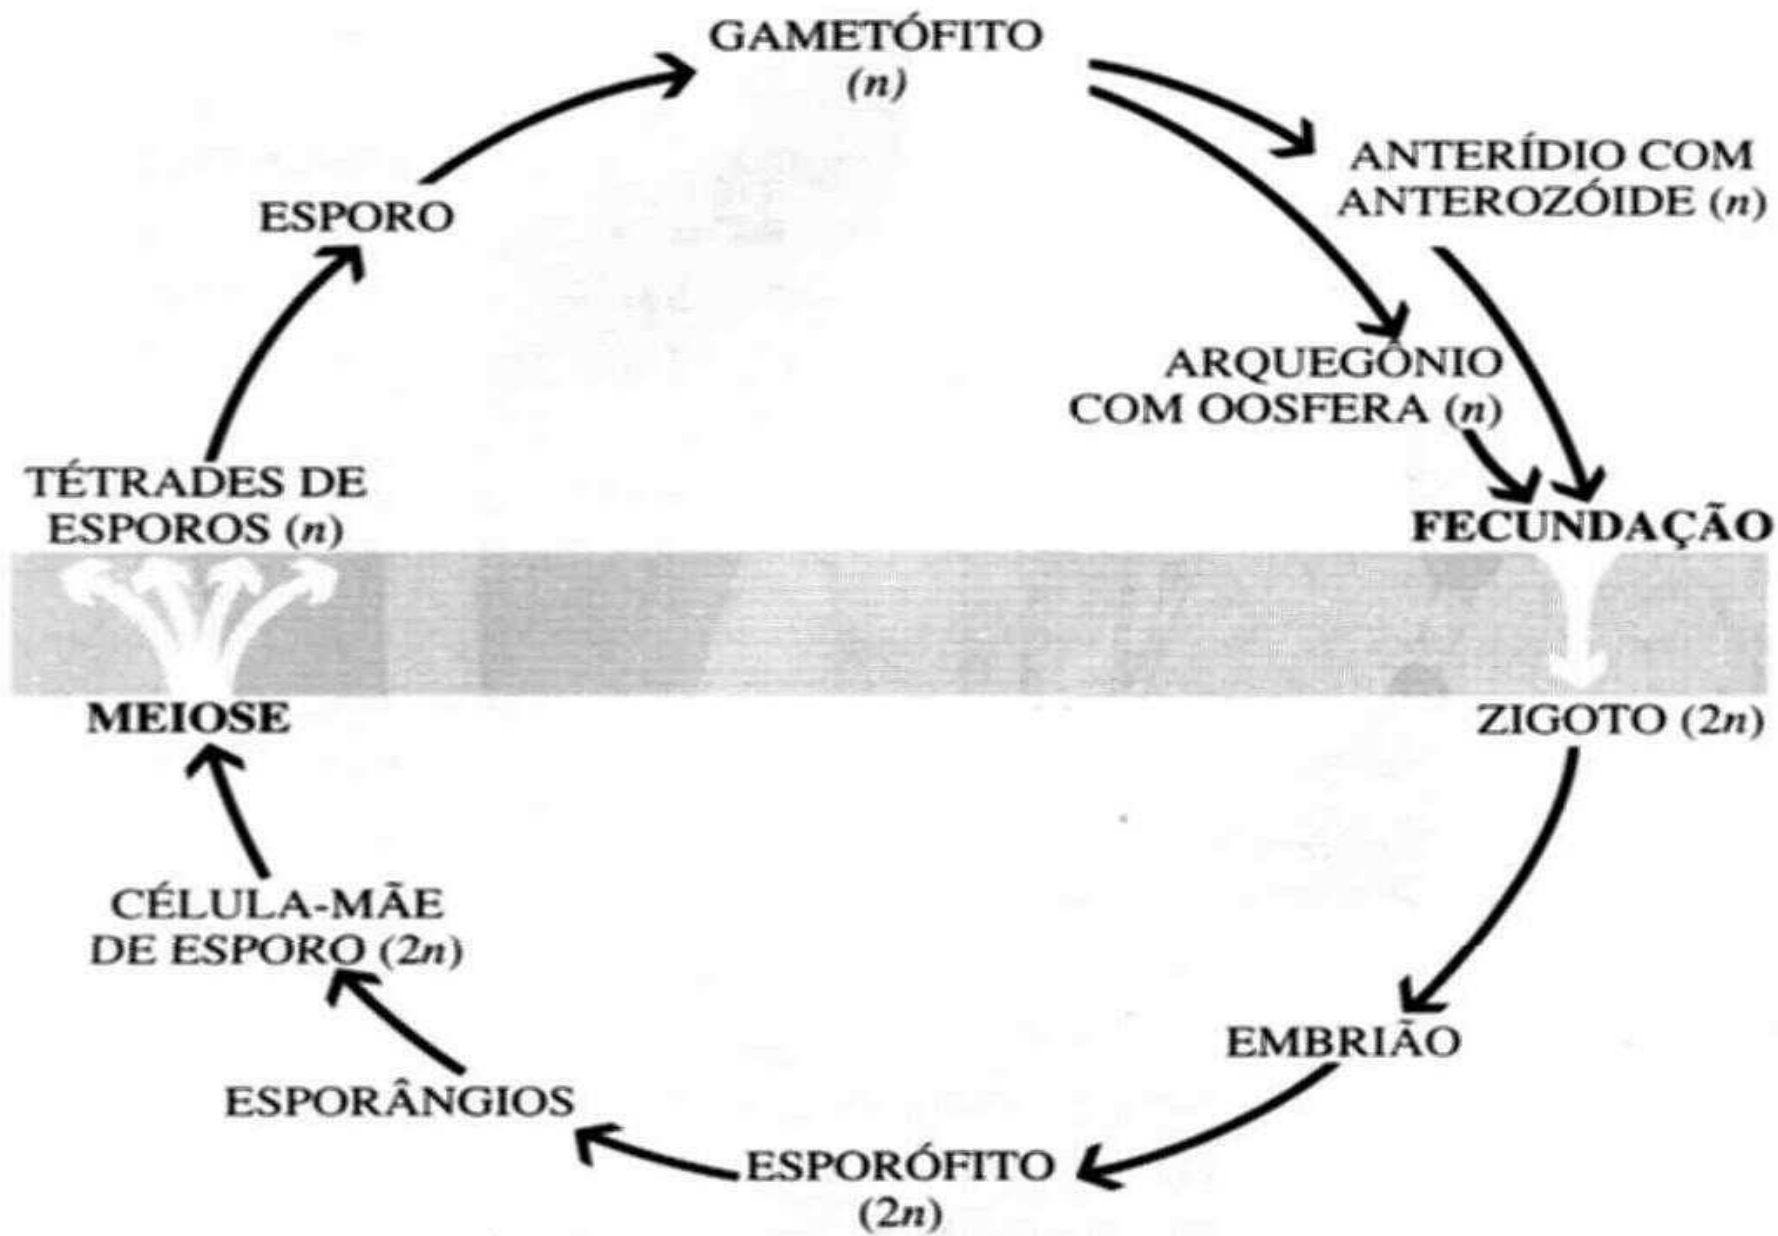 GAMETÓFITO
(n)
ANTERÍDIO COM
ANTEROZÓIDE (n)
ESPORO
ARQUEGÔNIO
COM OOSFERA (n)
TÉTRADES DE
ESPOROS (n)
FECUNDAÇÃO
MEIOSE
ZIGOTO (2n)
CÉLULA-MÃE
DE ESPORO (2n)
EMBRIÃO
ESPORÂNGIOS
ESPORÓFITO
(2n)